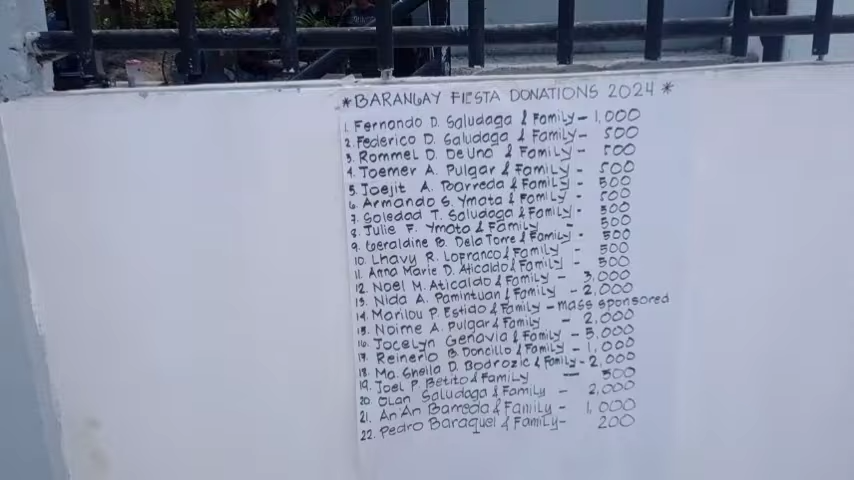 *BARANGAY FIESTA DONATIONS 2024*
1. Fernando D. Saludaga & Family - 1,000
2. Federico D. Saludaga & Family - 500
3. Rommel D. DeUno & Family - 500
4. Joemer A. Pulgar & Family - 500
5. Joejit A. Barreda & Family - 500
6. Armando S. Ymata & Family - 500
7. Soledad T. Saludaga & Family - 500
8. Julie F. Ymata & Family - 500
9. Geraldine B. Dela Torre & Family - 500
10. Lhavy R. Lofranco & Family - 500
11. Anna Marie D. Aticaldo & Family - 500
12. Noel M. Aticaldo & Family - 3,000
13. Nida A. Pamintuan & Family - 2,000
14. Marilou P. Estido & Family - mass sponsored
15. Noime A. Pulgar & Family - 2,000
16. Jocelyn Genavia & Family - 5,000
17. Reinerio B. Doncillo & Family - 1,000
18. Ma. Sheila D. Bodrozic & Family - 2,000
19. Joel P. Betito & Family - 500
20. Olan Saludaga & Family - 2,000
21. An'An Barreda & Family - 1,000
22. Pedro Baraquel & Family - 200